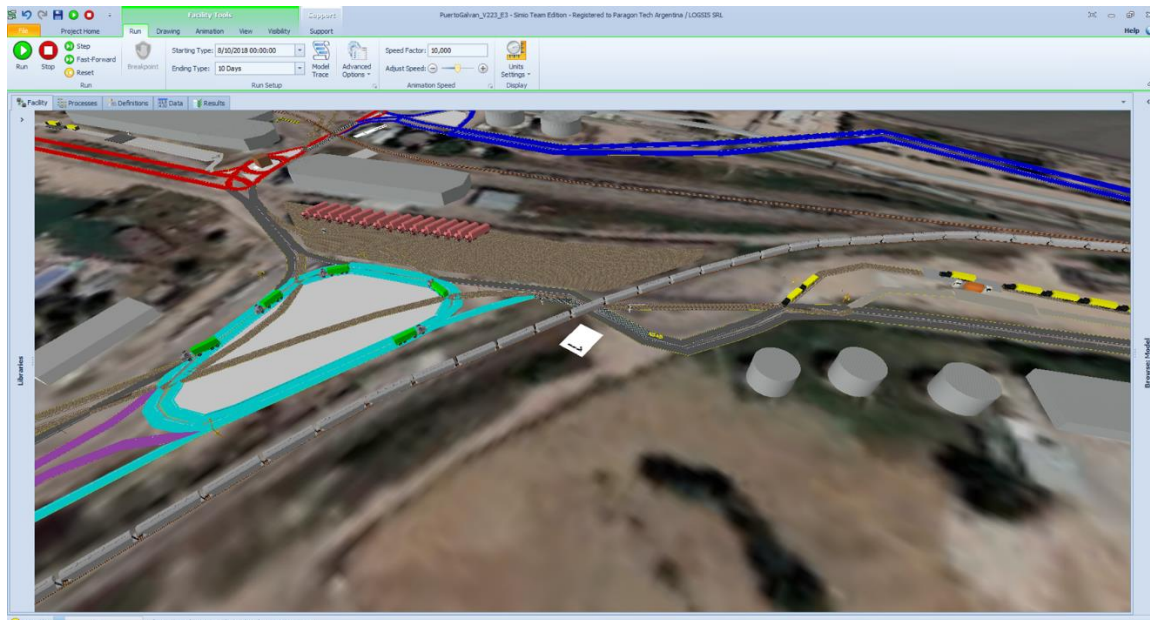 Facility Tools
Support
PuertoGalvan_V223_E3 - Simio Team Edition - Registered to Paragon Tech Argentina / LOGSIS SRL
File
Project Home
Run
Drawing
Animation
View
Visibility
Support
Help
Run
Stop
Step
Fast-Forward
Reset
Breakpoint
Starting Type: 8/10/2018 00:00:00
Ending Type: 10 Days
Model Trace
Advanced Options
Speed Factor: 10,000
Adjust Speed:
Units Settings
Run
Run Setup
Animation Speed
Display
Facility
Processes
Definitions
Data
Results
Libraries
Browse: Model